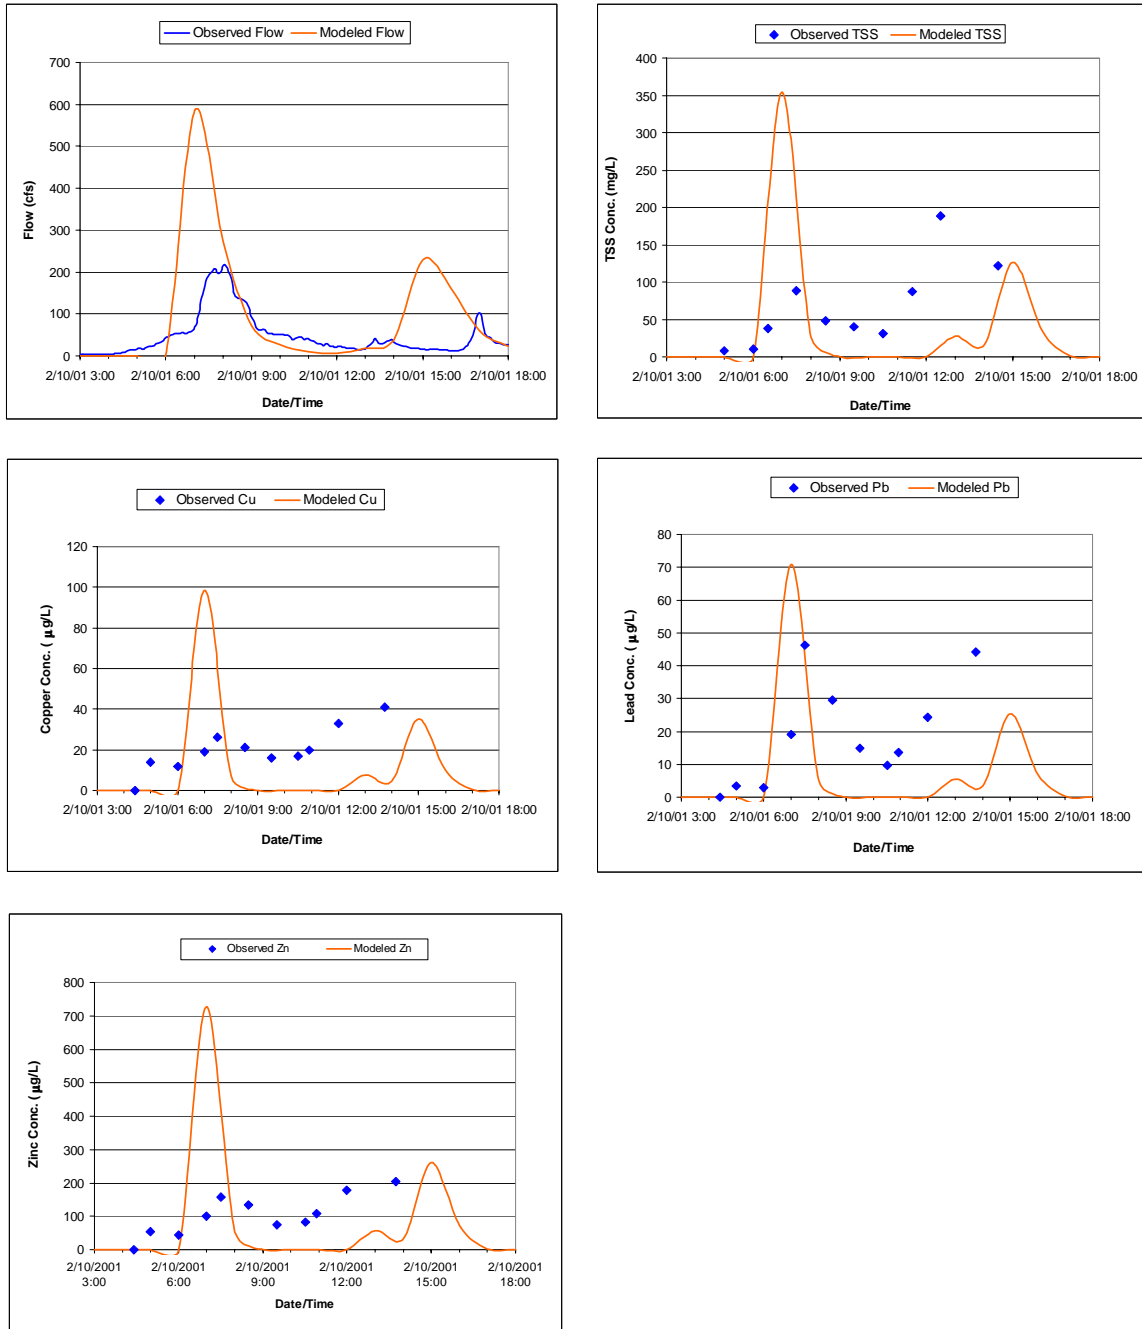 Observed Flow Modeled Flow
700
600
500
400
300
200
100
0
Flow (cfs)
2/10/01 3:00 2/10/01 6:00 2/10/01 9:00 2/10/01 12:00 2/10/01 15:00 2/10/01 18:00
Date/Time
Observed TSS Modeled TSS
400
350
300
250
200
150
100
50
0
TSS Conc. (mg/L)
2/10/01 3:00 2/10/01 6:00 2/10/01 9:00 2/10/01 12:00 2/10/01 15:00 2/10/01 18:00
Date/Time
Observed Cu Modeled Cu
120
100
80
60
40
20
0
Copper Conc. ( µg/L)
2/10/01 3:00 2/10/01 6:00 2/10/01 9:00 2/10/01 12:00 2/10/01 15:00 2/10/01 18:00
Date/Time
Observed Pb Modeled Pb
80
70
60
50
40
30
20
10
0
Lead Conc. ( µg/L)
2/10/01 3:00 2/10/01 6:00 2/10/01 9:00 2/10/01 12:00 2/10/01 15:00 2/10/01 18:00
Date/Time
Observed Zn Modeled Zn
800
700
600
500
400
300
200
100
0
Zinc Conc. ( µg/L)
2/10/2001 2/10/2001 2/10/2001 2/10/2001 2/10/2001 2/10/2001
3:00 6:00 9:00 12:00 15:00 18:00
Date/Time